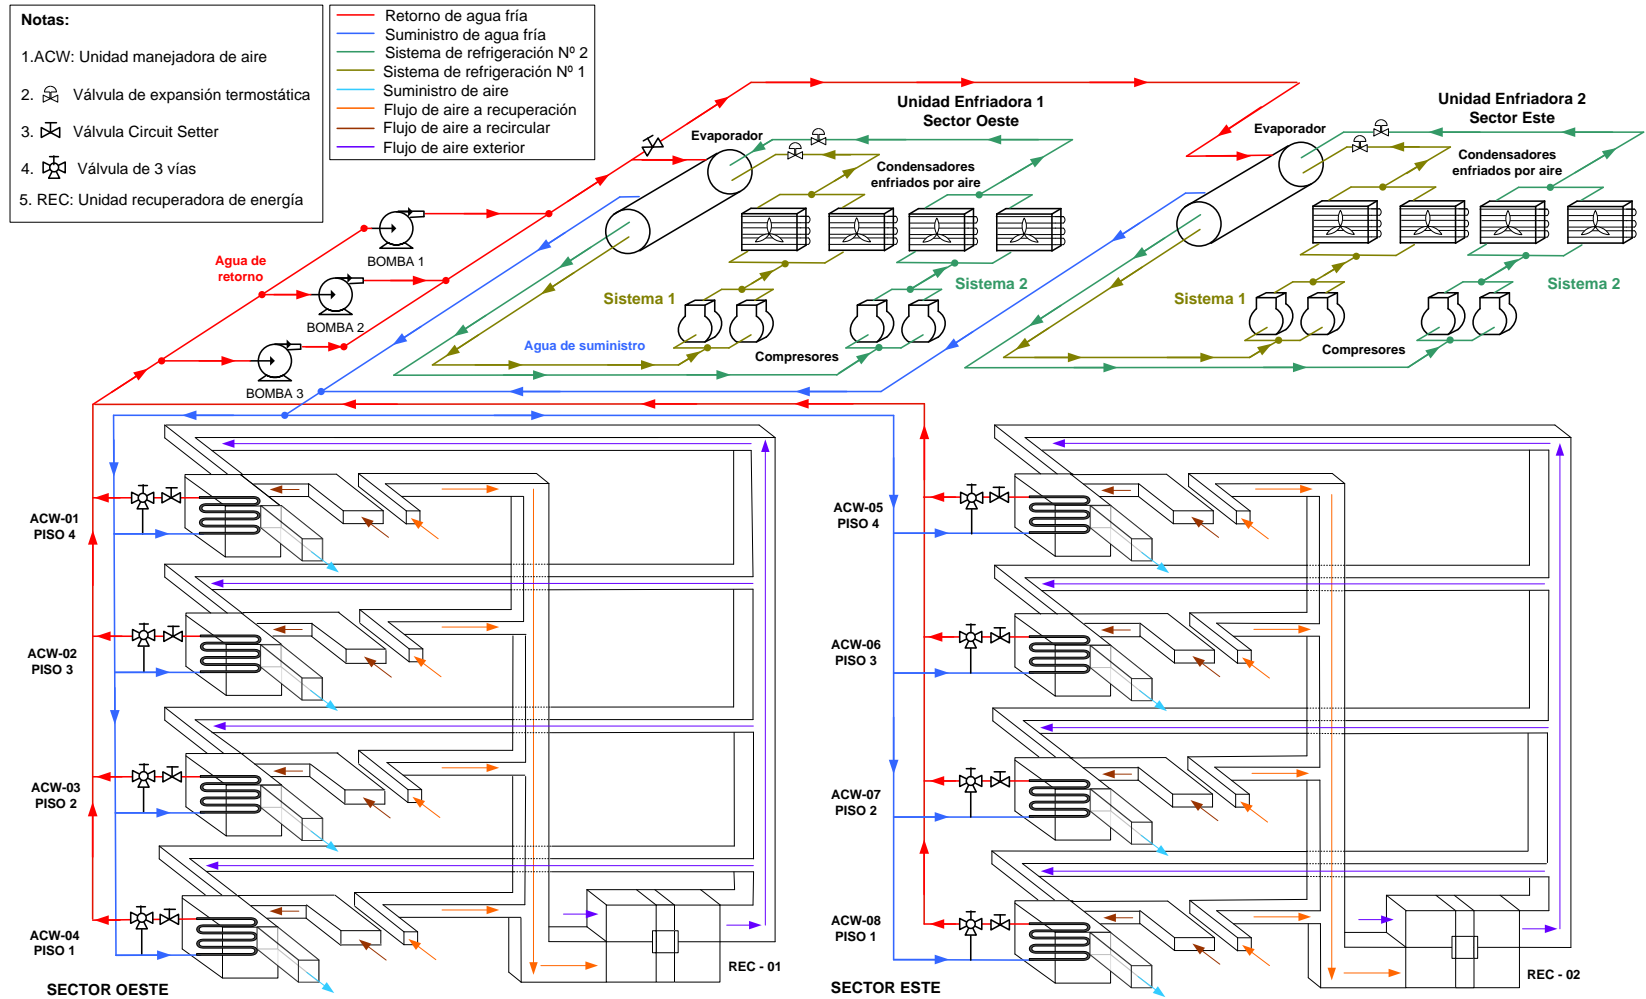 Notas:
1.ACW: Unidad manejadora de aire
2. Válvula de expansión termostática
3. Válvula Circuit Setter
4. Válvula de 3 vías
5. REC: Unidad recuperadora de energía
Retorno de agua fría
Suministro de agua fría
Sistema de refrigeración Nº 2
Sistema de refrigeración Nº 1
Suministro de aire
Flujo de aire a recuperación
Flujo de aire a recircular
Flujo de aire exterior
Unidad Enfriadora 1
Sector Oeste
Unidad Enfriadora 2
Sector Este
Evaporador
Evaporador
Condensadores
enfriados por aire
Condensadores
enfriados por aire
BOMBA 1
Agua de
retorno
BOMBA 2
BOMBA 3
Sistema 1
Sistema 2
Sistema 1
Sistema 2
Agua de suministro
Compresores
Compresores
ACW-01
PISO 4
ACW-02
PISO 3
ACW-03
PISO 2
ACW-04
PISO 1
REC - 01
SECTOR OESTE
ACW-05
PISO 4
ACW-06
PISO 3
ACW-07
PISO 2
ACW-08
PISO 1
REC - 02
SECTOR ESTE